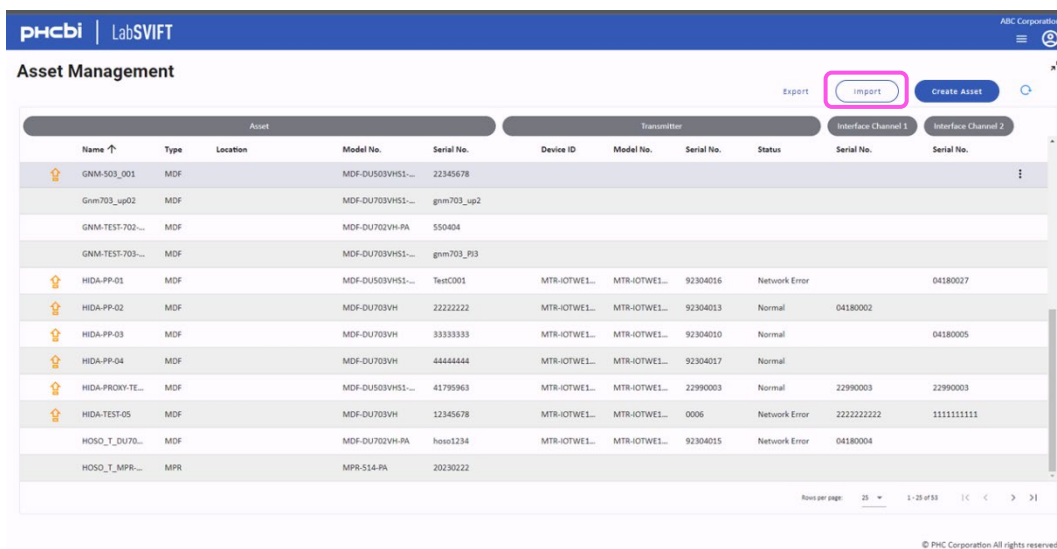 ABC Corporation
PHCbi | LabSVIFT
Asset Management
Export Import Create Asset
Asset Transmitter Interface Channel 1 Interface Channel 2
Name Type Location Model No. Serial No. Device ID Model No. Serial No. Status Serial No. Serial No.
GNM-503_001 MDF MDF-DU503VHS1-... 22345678
Gnm703_up02 MDF MDF-DU703VHS1-... gnm703_up2
GNM-TEST-702-... MDF MDF-DU702VH-PA 550404
GNM-TEST-703-... MDF MDF-DU703VHS1-... gnm703_PJ3
HIDA-PP-01 MDF MDF-DU503VHS1-... TestC001 MTR-IOTWE1... MTR-IOTWE1... 92304016 Network Error 04180027
HIDA-PP-02 MDF MDF-DU703VH 22222222 MTR-IOTWE1... MTR-IOTWE1... 92304013 Normal 04180002
HIDA-PP-03 MDF MDF-DU703VH 33333333 MTR-IOTWE1... MTR-IOTWE1... 92304010 Normal 04180005
HIDA-PP-04 MDF MDF-DU703VH 44444444 MTR-IOTWE1... MTR-IOTWE1... 92304017 Normal
HIDA-PROXY-TE... MDF MDF-DU503VHS1-... 41795963 MTR-IOTWE1... MTR-IOTWE1... 22990003 Normal 22990003 22990003
HIDA-TEST-05 MDF MDF-DU703VH 12345678 MTR-IOTWE1... MTR-IOTWE1... 0006 Network Error 2222222222 1111111111
HOSO_T_DU70... MDF MDF-DU702VH-PA hoso1234 MTR-IOTWE1... MTR-IOTWE1... 92304015 Network Error 04180004
HOSO_T_MPR-... MPR MPR-514-PA 20230222
Rows per page: 25 1-25 of 53
© PHC Corporation All rights reserved